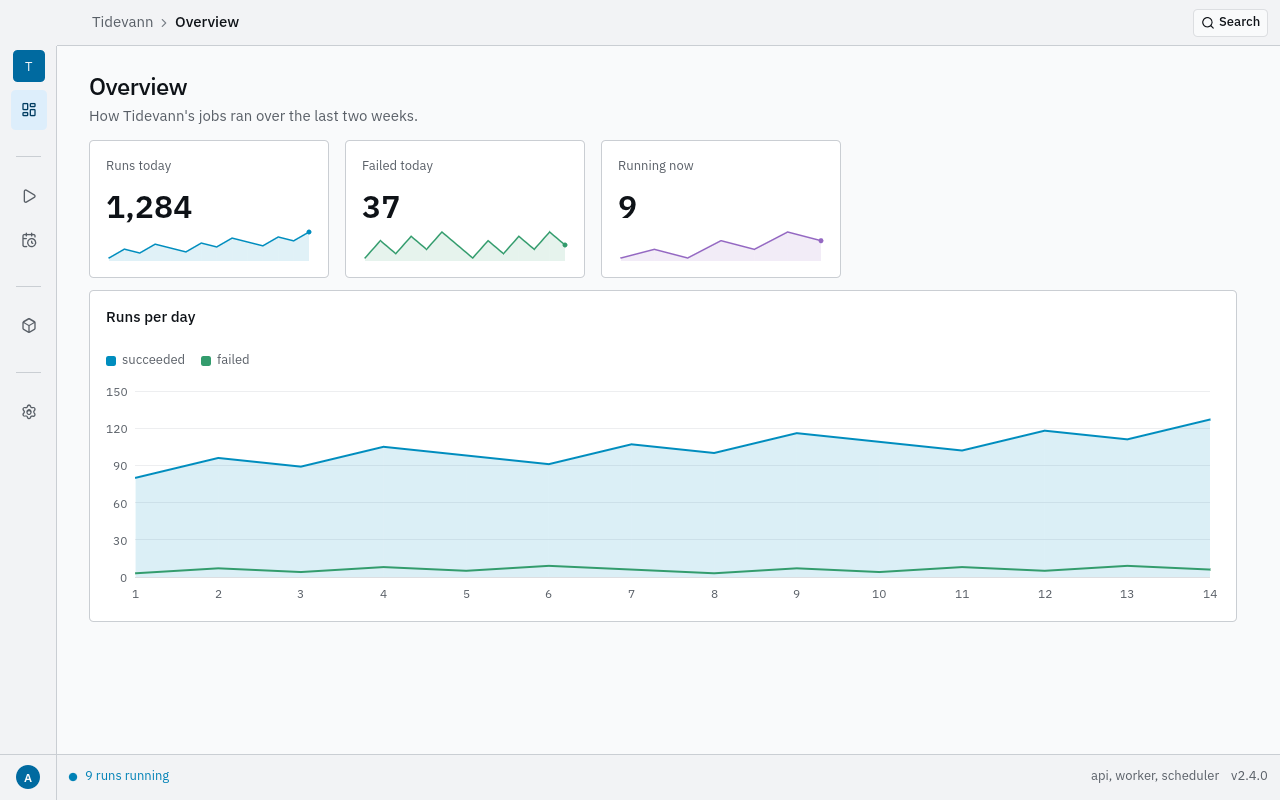 Tidevann > Overview
Search
T
Overview
How Tidevann's jobs ran over the last two weeks.
Runs today
1,284
Failed today
37
Running now
9
Runs per day
succeeded failed
150
120
90
60
30
0
1 2 3 4 5 6 7 8 9 10 11 12 13 14
A
9 runs running
api, worker, scheduler v2.4.0